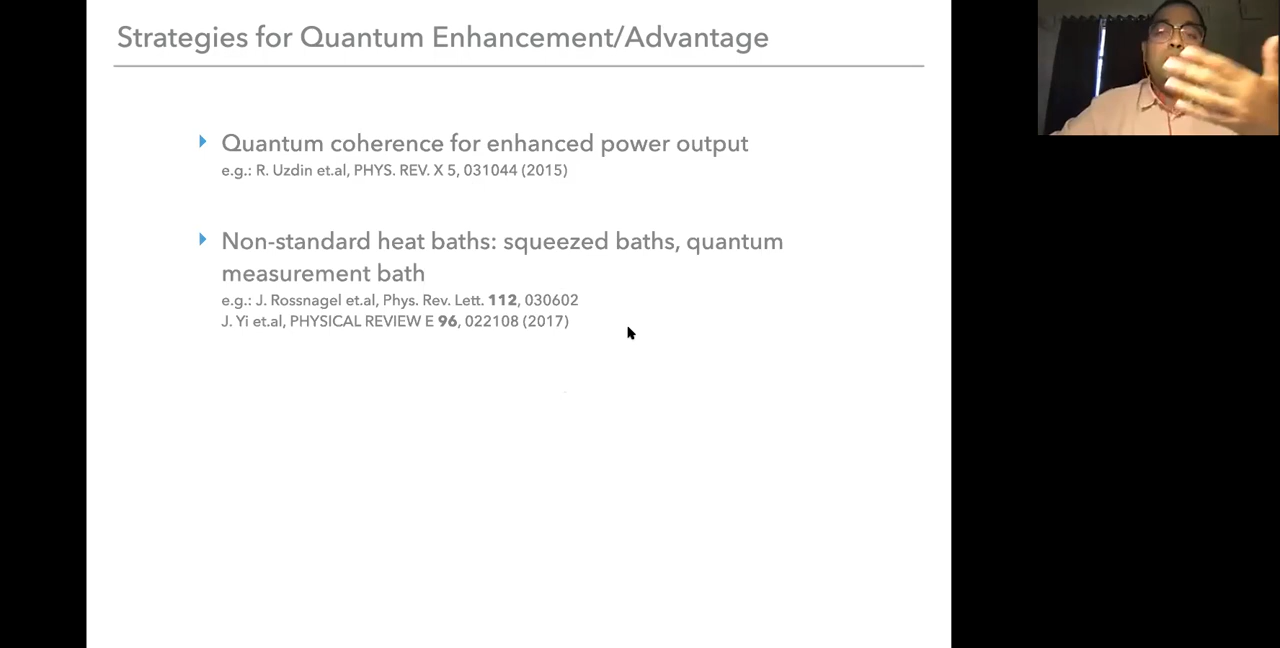 Strategies for Quantum Enhancement/Advantage
Quantum coherence for enhanced power output
e.g.: R. Uzdin et.al, PHYS. REV. X 5, 031044 (2015)
Non-standard heat baths: squeezed baths, quantum
measurement bath
e.g.: J. Rossnagel et.al, Phys. Rev. Lett. 112, 030602
J. Yi et.al, PHYSICAL REVIEW E 96, 022108 (2017)